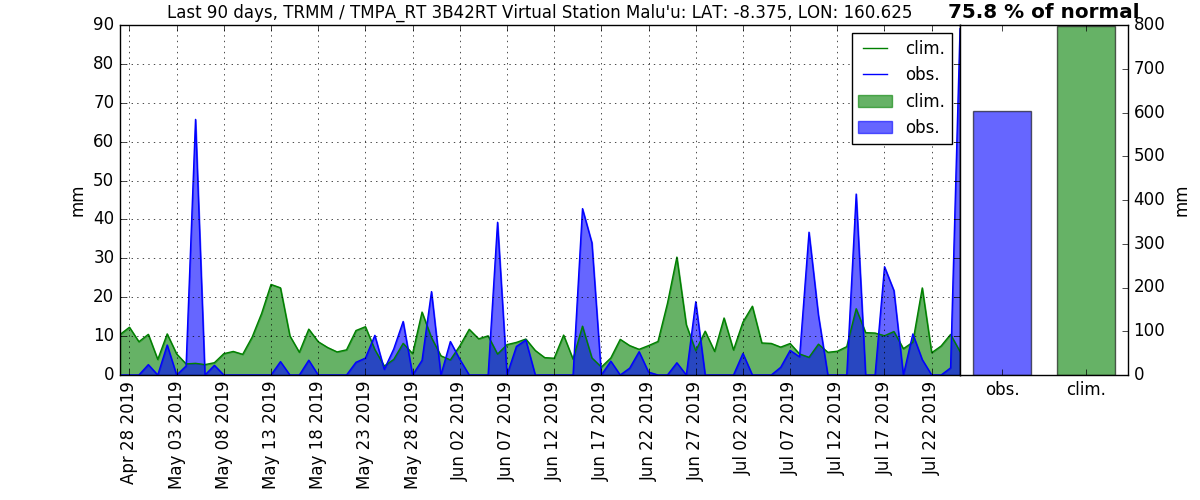 Last 90 days, TRMM / TMPA_RT 3B42RT Virtual Station Malu'u: LAT: -8.375, LON: 160.625
75.8 % of normal
90
80
70
60
50
40
30
20
10
0
mm
clim.
obs.
clim.
obs.
800
700
600
500
400
300
200
100
0
mm
obs.
clim.
Apr 28 2019
May 03 2019
May 08 2019
May 13 2019
May 18 2019
May 23 2019
May 28 2019
Jun 02 2019
Jun 07 2019
Jun 12 2019
Jun 17 2019
Jun 22 2019
Jun 27 2019
Jul 02 2019
Jul 07 2019
Jul 12 2019
Jul 17 2019
Jul 22 2019